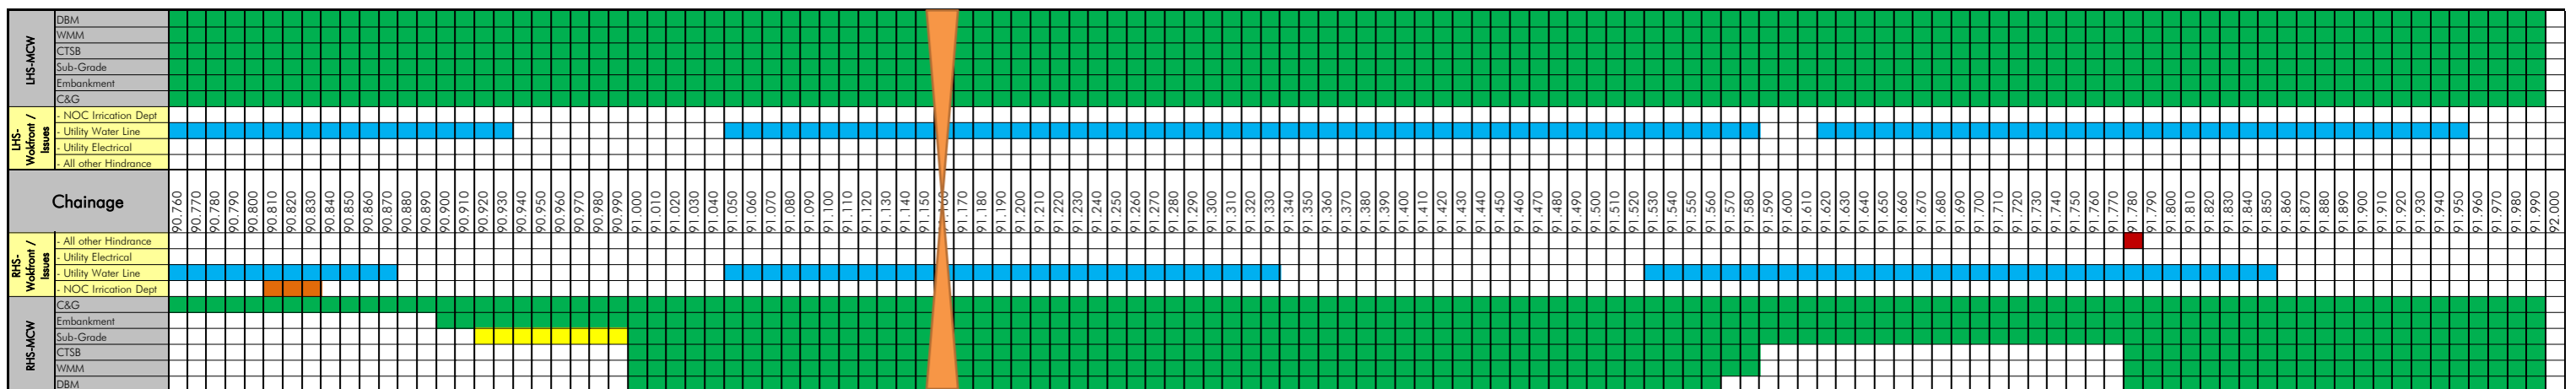 LHS-MCW
DBM
WMM
CTSB
Sub-Grade
Embankment
C&G
LHS-
Wokfront /
Issues
- NOC Irrication Dept
- Utility Water Line
- Utility Electrical
- All other Hindrance
Chainage
90.760 90.770 90.780 90.790 90.800 90.810 90.820 90.830 90.840 90.850 90.860 90.870 90.880 90.890 90.900 90.910 90.920 90.930 90.940 90.950 90.960 90.970 90.980 90.990 91.000 91.010 91.020 91.030 91.040 91.050 91.060 91.070 91.080 91.090 91.100 91.110 91.120 91.130 91.140 91.150 91.170 91.180 91.190 91.200 91.210 91.220 91.230 91.240 91.250 91.260 91.270 91.280 91.290 91.300 91.310 91.320 91.330 91.340 91.350 91.360 91.370 91.380 91.390 91.400 91.410 91.420 91.430 91.440 91.450 91.460 91.470 91.480 91.490 91.500 91.510 91.520 91.530 91.540 91.550 91.560 91.570 91.580 91.590 91.600 91.610 91.620 91.630 91.640 91.650 91.660 91.670 91.680 91.690 91.700 91.710 91.720 91.730 91.740 91.750 91.760 91.770 91.780 91.790 91.800 91.810 91.820 91.830 91.840 91.850 91.860 91.870 91.880 91.890 91.900 91.910 91.920 91.930 91.940 91.950 91.960 91.970 91.980 91.990 92.000
RHS-
Wokfront /
Issues
- All other Hindrance
- Utility Electrical
- Utility Water Line
- NOC Irrication Dept
RHS-MCW
C&G
Embankment
Sub-Grade
CTSB
WMM
DBM